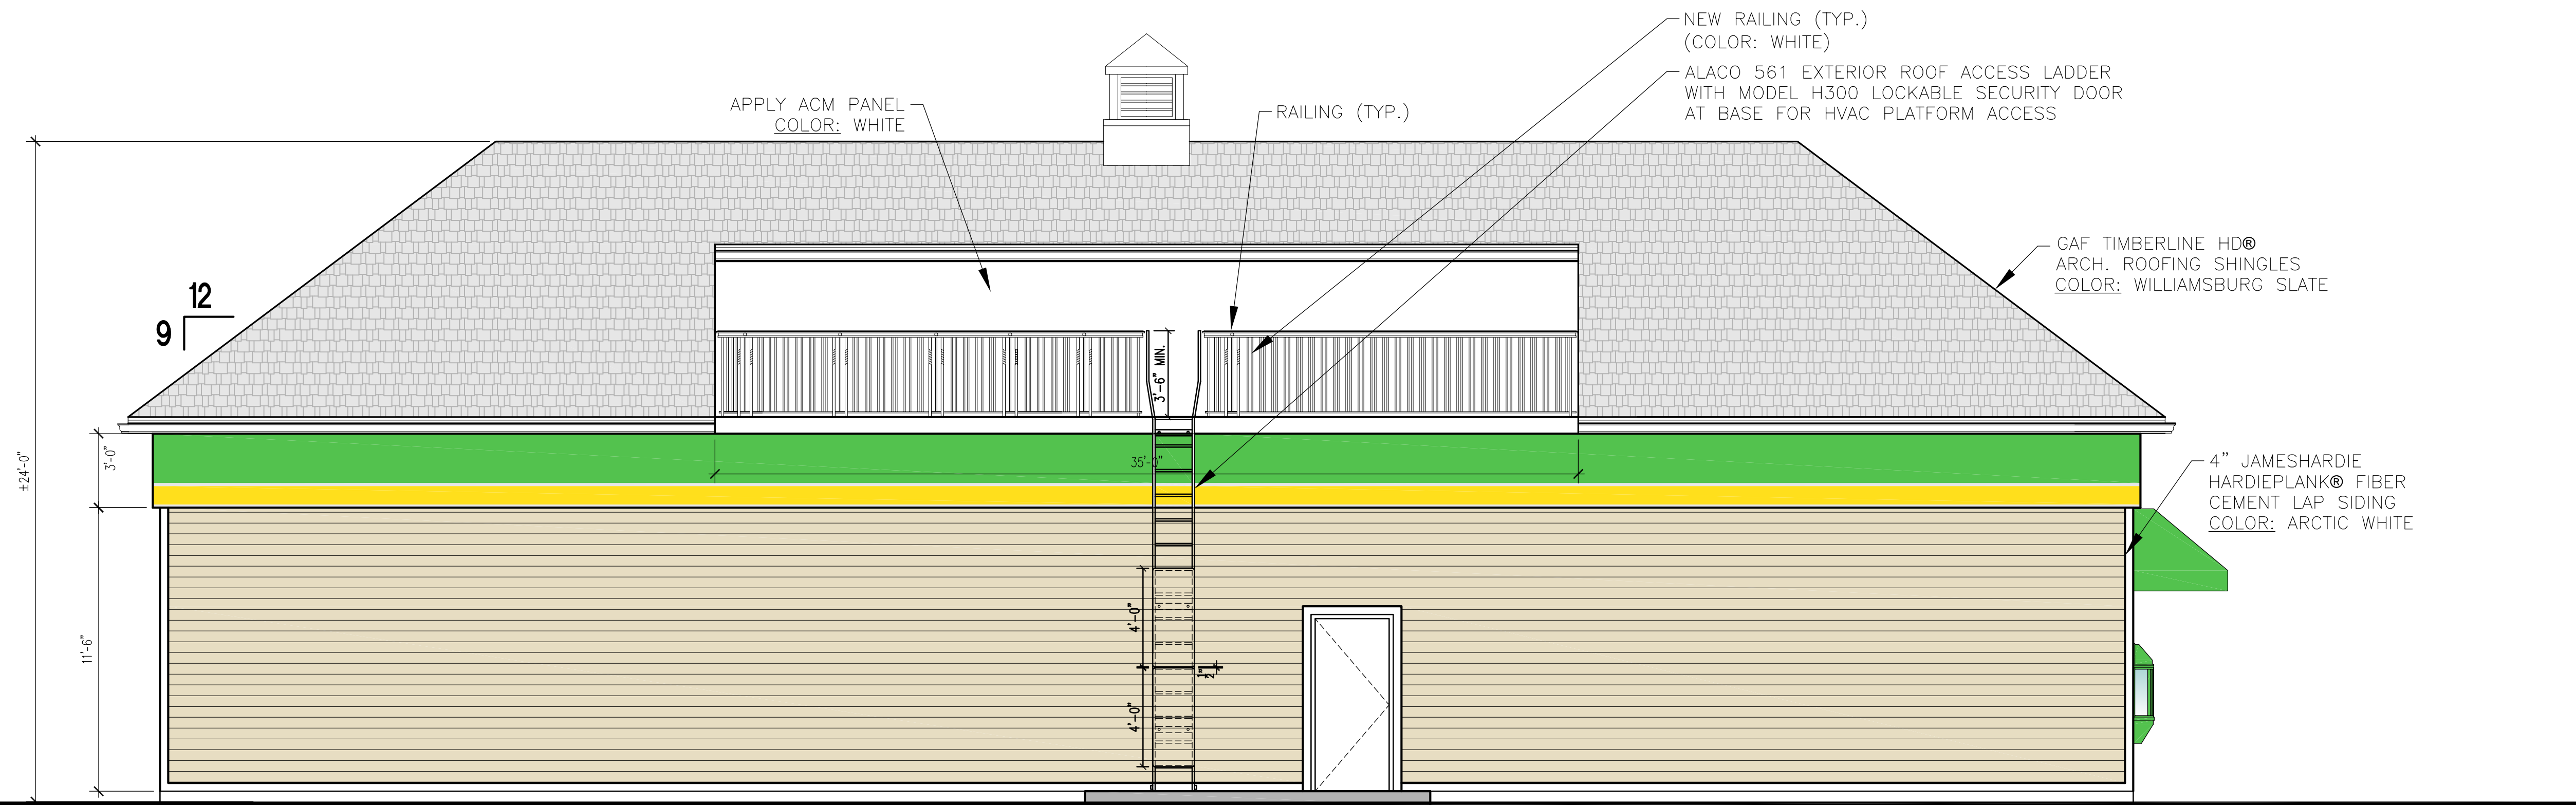 NEW RAILING (TYP.)
(COLOR: WHITE)
ALACO 561 EXTERIOR ROOF ACCESS LADDER
WITH MODEL H300 LOCKABLE SECURITY DOOR
AT BASE FOR HVAC PLATFORM ACCESS
APPLY ACM PANEL
COLOR: WHITE
RAILING (TYP.)
GAF TIMBERLINE HD®
ARCH. ROOFING SHINGLES
COLOR: WILLIAMSBURG SLATE
12
9
3'-6" MIN.
±24'-0"
3'-0"
35'-0"
4" JAMESHARDIE
HARDIEPLANK® FIBER
CEMENT LAP SIDING
COLOR: ARCTIC WHITE
11'-6"
4'-0"
4'-0"